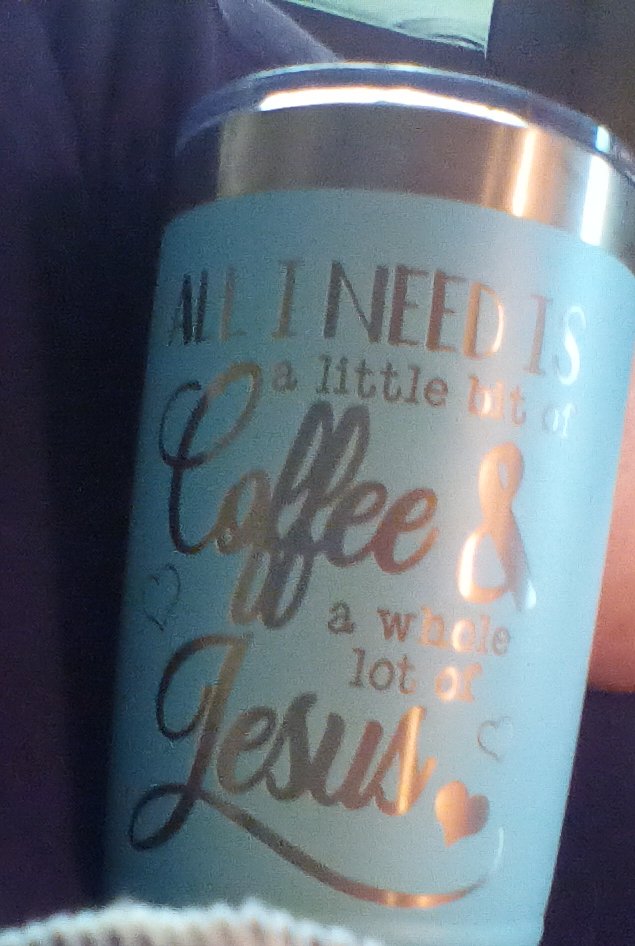 ALL I NEED IS
a little bit of
Coffee &
a whole
lot of
Jesus